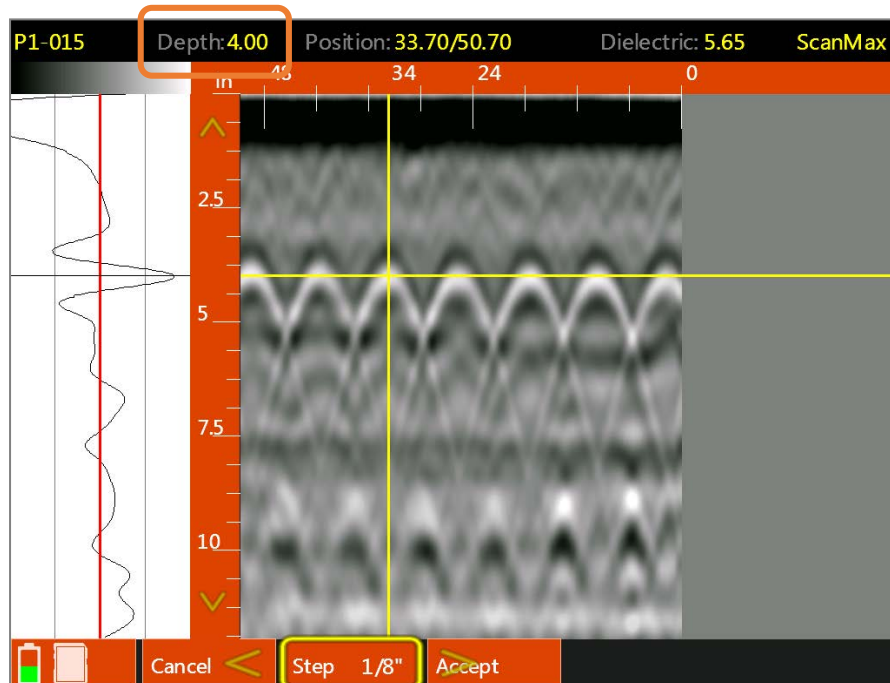 P1-015 Depth:4.00 Position:33.70/50.70 Dielectric:5.65 ScanMax
in 48 34 24 0
2.5
5
7.5
10
Cancel Step 1/8" Accept